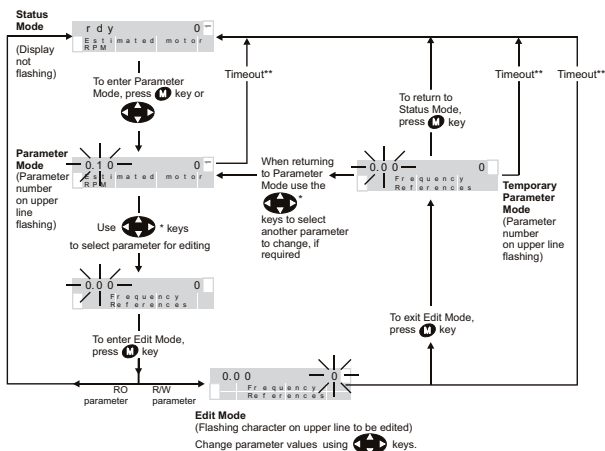 Status
Mode
(Display
not
flashing)
rdy 0
Estimated motor
RPM
To enter Parameter
Mode, press M key or
Timeout**
Timeout**
Timeout**
To return to
Status Mode,
press M key
Parameter
Mode
(Parameter
number
on upper
line
flashing)
0.10 0
Estimated motor
RPM
When returning
to Parameter
Mode use the
*
keys to select
another parameter
to change, if
required
0.00 0
Frequency
References
Temporary
Parameter
Mode
(Parameter
number
on upper line
flashing)
Use * keys
to select parameter for editing
0.00 0
Frequency
References
To enter Edit Mode,
press M key
To exit Edit Mode,
press M key
RO
parameter
R/W
parameter
0.00 0
Frequency
References
Edit Mode
(Flashing character on upper line to be edited)
Change parameter values using keys.